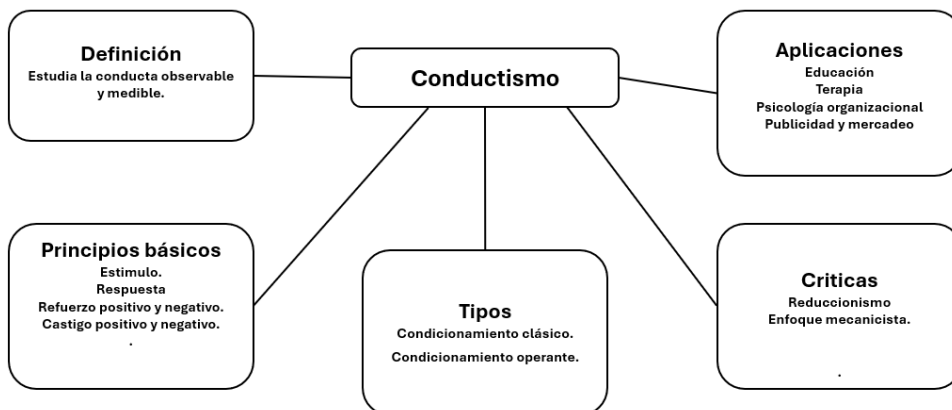 Conductismo
Definición
Estudia la conducta observable
y medible.
Aplicaciones
Educación
Terapia
Psicología organizacional
Publicidad y mercadeo
Principios básicos
Estimulo.
Respuesta
Refuerzo positivo y negativo.
Castigo positivo y negativo.
.
Tipos
Condicionamiento clásico.
Condicionamiento operante.
Criticas
Reduccionismo
Enfoque mecanicista.
.